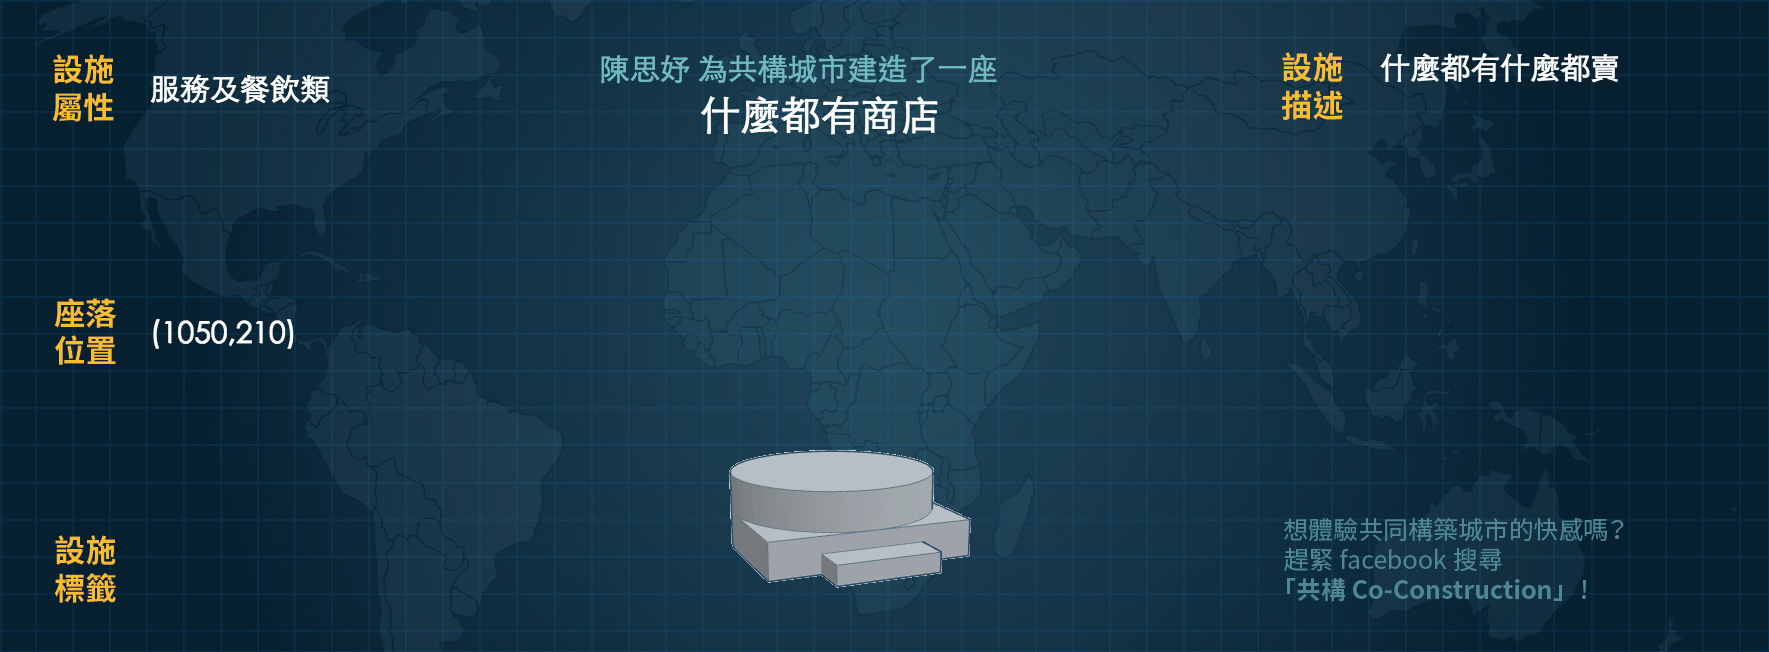 設施
屬性
服務及餐飲類
陳思妤 為共構城市建造了一座
什麼都有商店
設施
描述
什麼都有什麼都賣
座落
位置
(1050,210)
設施
標籤
想體驗共同構築城市的快感嗎？
趕緊 facebook 搜尋
「共構 Co-Construction」！